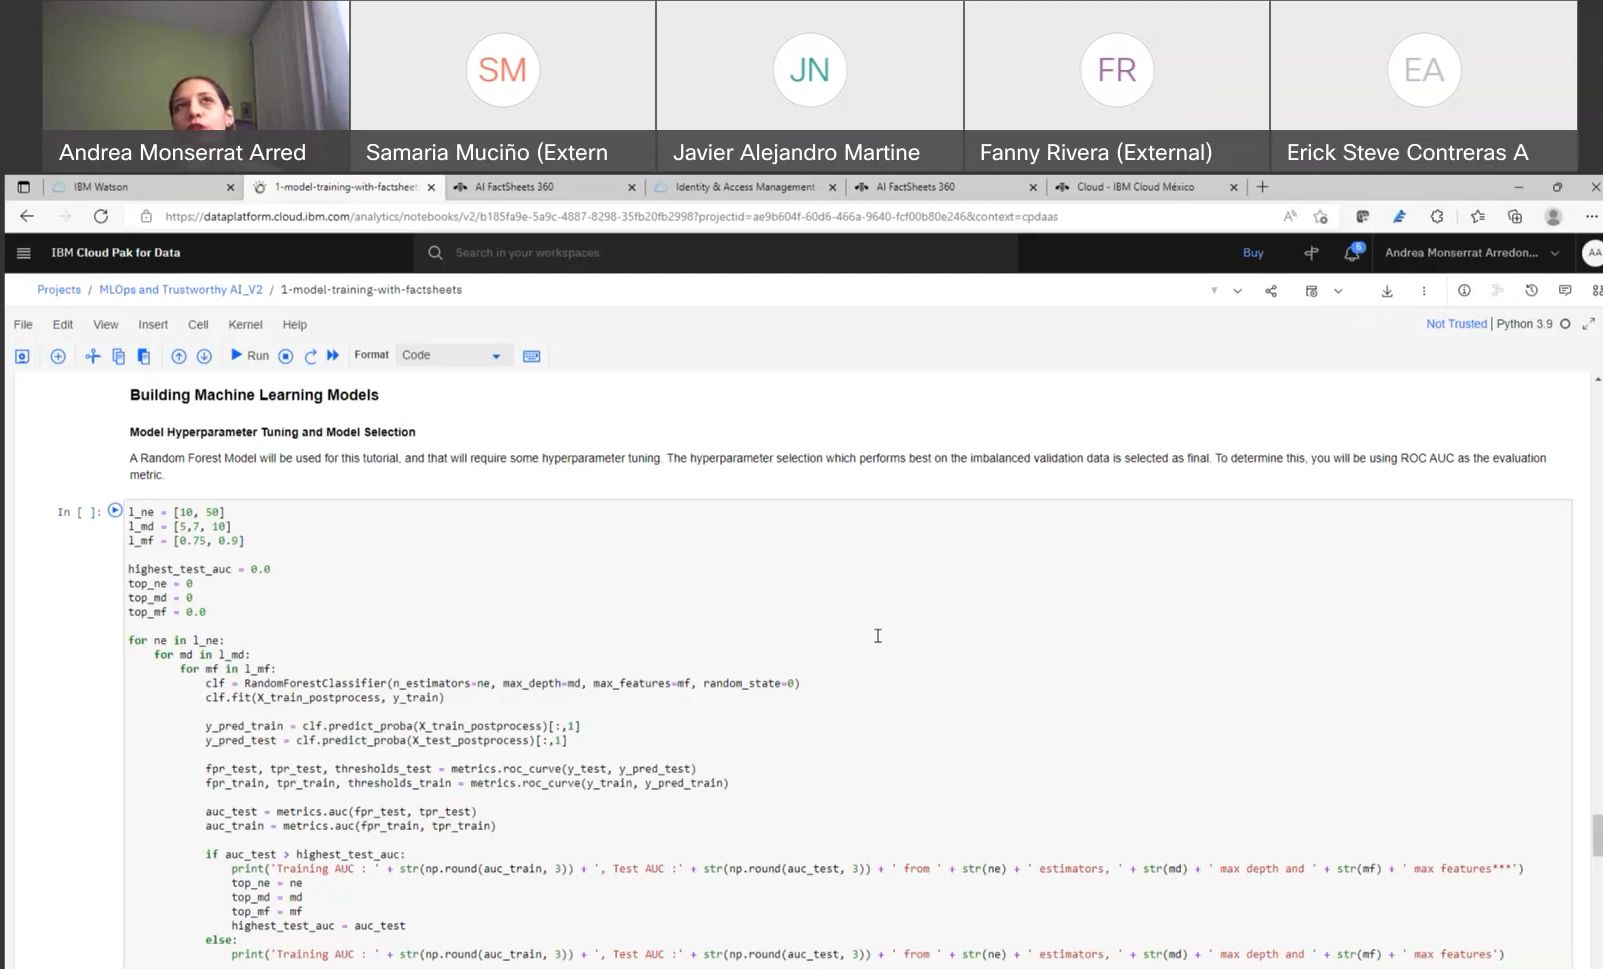 SM
JN
FR
EA
Andrea Monserrat Arred
Samaria Muciño (Extern
Javier Alejandro Martine
Fanny Rivera (External)
Erick Steve Contreras A
IBM Watson
1-model-training-with-factsheet
AI FactSheets 360
Identity & Access Management
AI FactSheets 360
Cloud - IBM Cloud México
https://dataplatform.cloud.ibm.com/analytics/notebooks/v2/b185fa9e-5a9c-4887-8298-35fb20fb2998?projectid=ae9b604f-60d6-466a-9640-fcf00b80e246&context=cpdaas
IBM Cloud Pak for Data
Search in your workspaces
Buy
6
Andrea Monserrat Arredon...
AA
Projects / MLOps and Trustworthy AI_V2 / 1-model-training-with-factsheets
File Edit View Insert Cell Kernel Help
Not Trusted | Python 3.9
Run
Format
Code
Building Machine Learning Models
Model Hyperparameter Tuning and Model Selection
A Random Forest Model will be used for this tutorial, and that will require some hyperparameter tuning. The hyperparameter selection which performs best on the imbalanced validation data is selected as final. To determine this, you will be using ROC AUC as the evaluation
metric.
In [ ]:
l_ne = [10, 50]
l_md = [5,7, 10]
l_mf = [0.75, 0.9]
highest_test_auc = 0.0
top_ne = 0
top_md = 0
top_mf = 0.0
for ne in l_ne:
for md in l_md:
for mf in l_mf:
clf = RandomForestClassifier(n_estimators=ne, max_depth=md, max_features=mf, random_state=0)
clf.fit(X_train_postprocess, y_train)
y_pred_train = clf.predict_proba(X_train_postprocess)[:,1]
y_pred_test = clf.predict_proba(X_test_postprocess)[:,1]
fpr_test, tpr_test, thresholds_test = metrics.roc_curve(y_test, y_pred_test)
fpr_train, tpr_train, thresholds_train = metrics.roc_curve(y_train, y_pred_train)
auc_test = metrics.auc(fpr_test, tpr_test)
auc_train = metrics.auc(fpr_train, tpr_train)
if auc_test > highest_test_auc:
print('Training AUC : ' + str(np.round(auc_train, 3)) + ', Test AUC :' + str(np.round(auc_test, 3)) + ' from ' + str(ne) + ' estimators, ' + str(md) + ' max depth and ' + str(mf) + ' max features***')
top_ne = ne
top_md = md
top_mf = mf
highest_test_auc = auc_test
else:
print('Training AUC : ' + str(np.round(auc_train, 3)) + ', Test AUC :' + str(np.round(auc_test, 3)) + ' from ' + str(ne) + ' estimators, ' + str(md) + ' max depth and ' + str(mf) + ' max features')